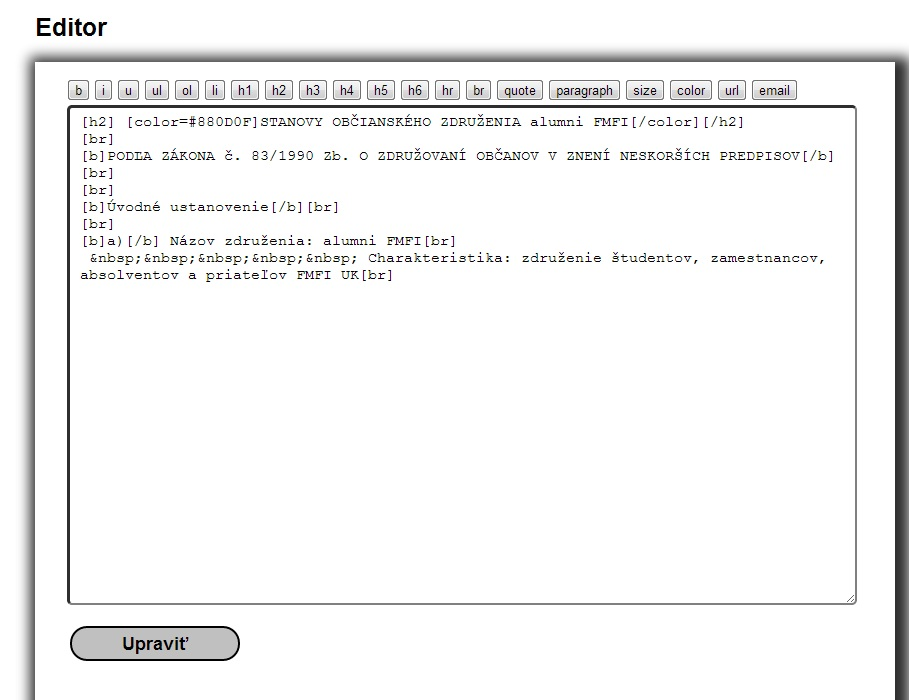 Editor
b i u ul ol li h1 h2 h3 h4 h5 h6 hr br quote paragraph size color url email
[h2] [color=#880D0F]STANOVY OBČIANSKÉHO ZDRUŽENIA alumni FMFI[/color][/h2]
[br]
[b]PODĽA ZÁKONA č. 83/1990 Zb. O ZDRUŽOVANÍ OBČANOV V ZNENÍ NESKORŠÍCH PREDPISOV[/b]
[br]
[br]
[b]Úvodné ustanovenie[/b][br]
[br]
[b]a)[/b] Názov združenia: alumni FMFI[br]
&nbsp;&nbsp;&nbsp;&nbsp;&nbsp; Charakteristika: združenie študentov, zamestnancov,
absolventov a priateľov FMFI UK[br]
Upraviť